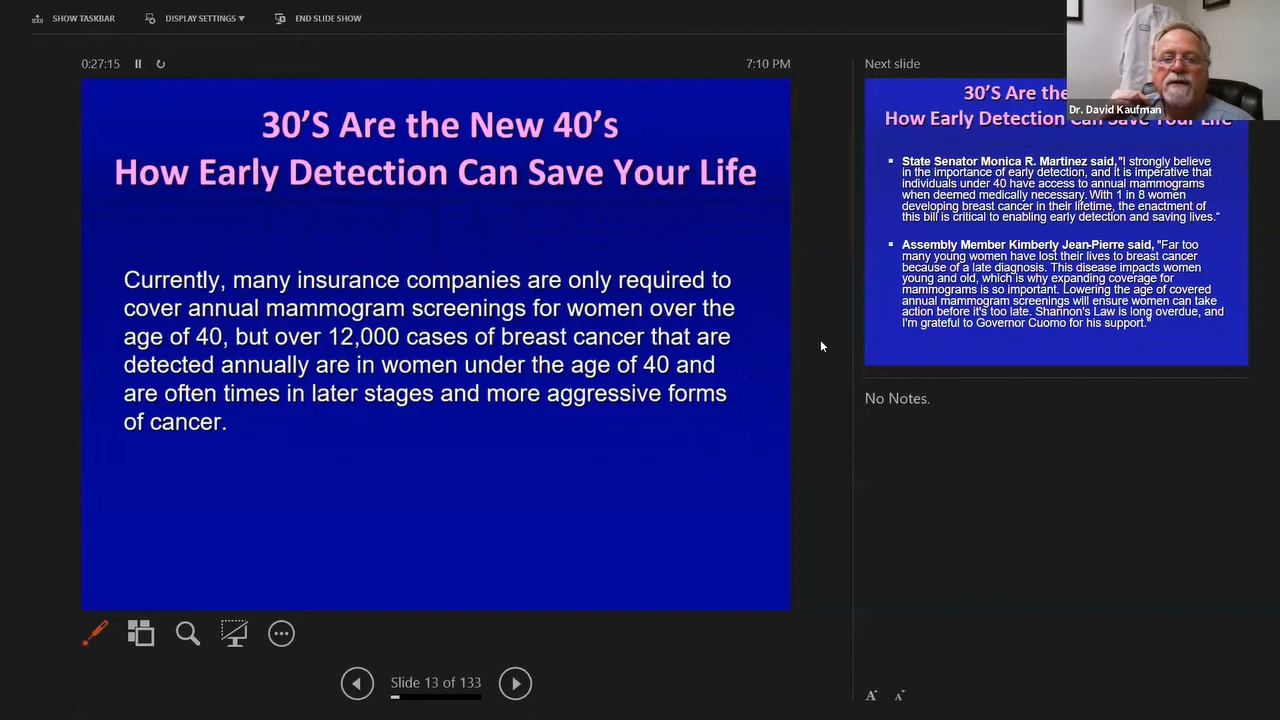 SHOW TASKBAR
DISPLAY SETTINGS ▼
END SLIDE SHOW
0:27:15
7:10 PM
30'S Are the New 40's
How Early Detection Can Save Your Life
Currently, many insurance companies are only required to
cover annual mammogram screenings for women over the
age of 40, but over 12,000 cases of breast cancer that are
detected annually are in women under the age of 40 and
are often times in later stages and more aggressive forms
of cancer.
Slide 13 of 133
Next slide
Dr. David Kaufman
30'S Are the
How Early Detection Can Save Your Life
▪ State Senator Monica R. Martinez said, "I strongly believe
in the importance of early detection, and it is imperative that
individuals under 40 have access to annual mammograms
when deemed medically necessary. With 1 in 8 women
developing breast cancer in their lifetime, the enactment of
this bill is critical to enabling early detection and saving lives."
▪ Assembly Member Kimberly Jean-Pierre said, "Far too
many young women have lost their lives to breast cancer
because of a late diagnosis. This disease impacts women
young and old, which is why expanding coverage for
mammograms is so important. Lowering the age of covered
annual mammogram screenings will ensure women can take
action before it's too late. Shannon's Law is long overdue, and
I'm grateful to Governor Cuomo for his support."
No Notes.
A A